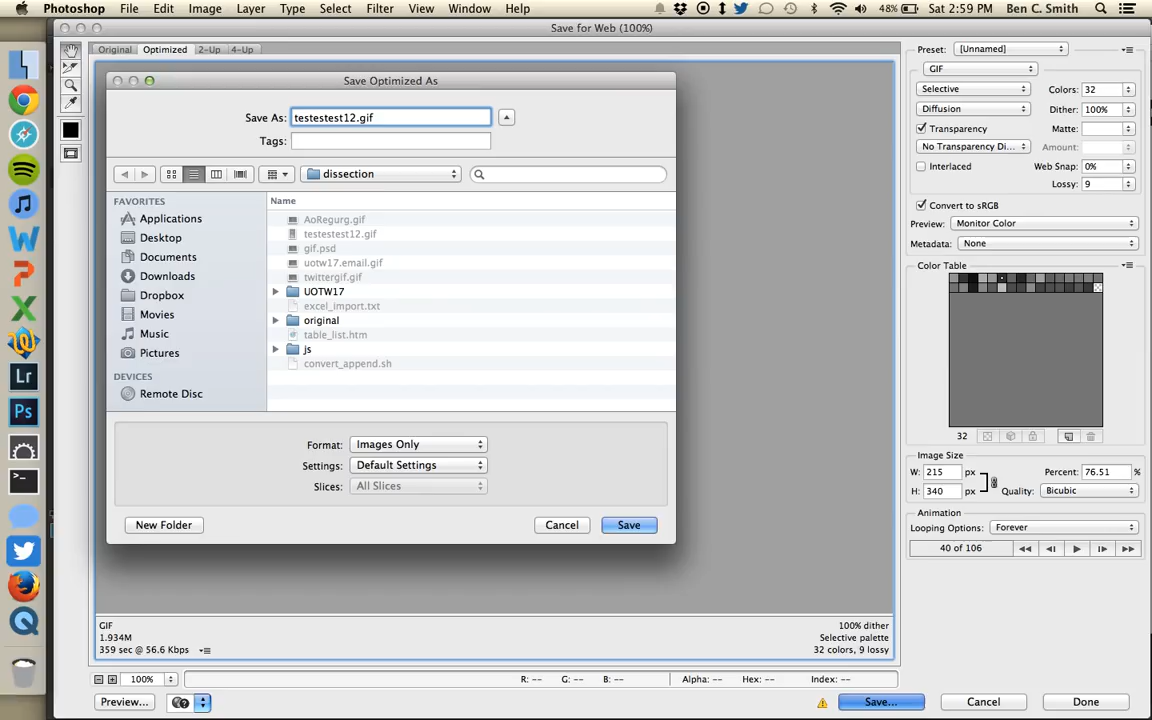 Photoshop File Edit Image Layer Type Select Filter View Window Help 48% Sat 2:59 PM Ben C. Smith
Save for Web (100%)
Original Optimized 2-Up 4-Up
Save Optimized As
Save As: testestest12.gif
Tags:
dissection
FAVORITES
Applications
Desktop
Documents
Downloads
Dropbox
Movies
Music
Pictures
DEVICES
Remote Disc
Name
AoRegurg.gif
testestest12.gif
gif.psd
uotw17.email.gif
twittergif.gif
UOTW17
excel_import.txt
original
table_list.htm
js
convert_append.sh
Format: Images Only
Settings: Default Settings
Slices: All Slices
New Folder Cancel Save
GIF
1.934M
359 sec @ 56.6 Kbps
100% dither
Selective palette
32 colors, 9 lossy
100% R: -- G: -- B: -- Alpha: -- Hex: -- Index: --
Preview... Save... Cancel Done
Preset: [Unnamed]
GIF
Selective Colors: 32
Diffusion Dither: 100%
Transparency Matte:
No Transparency Di... Amount:
Interlaced Web Snap: 0%
Lossy: 9
Convert to sRGB
Preview: Monitor Color
Metadata: None
Color Table
32
Image Size
W: 215 px Percent: 76.51 %
H: 340 px Quality: Bicubic
Animation
Looping Options: Forever
40 of 106
Lr
Ps